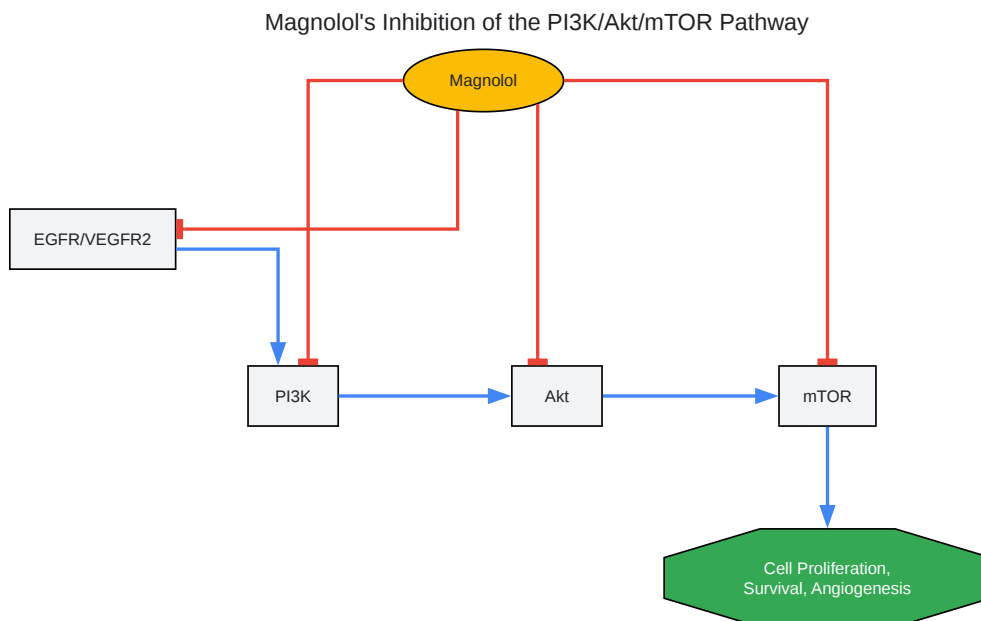 Magnolol's Inhibition of the PI3K/Akt/mTOR Pathway
Magnolol
EGFR/VEGFR2
PI3K
Akt
mTOR
Cell Proliferation,
Survival, Angiogenesis